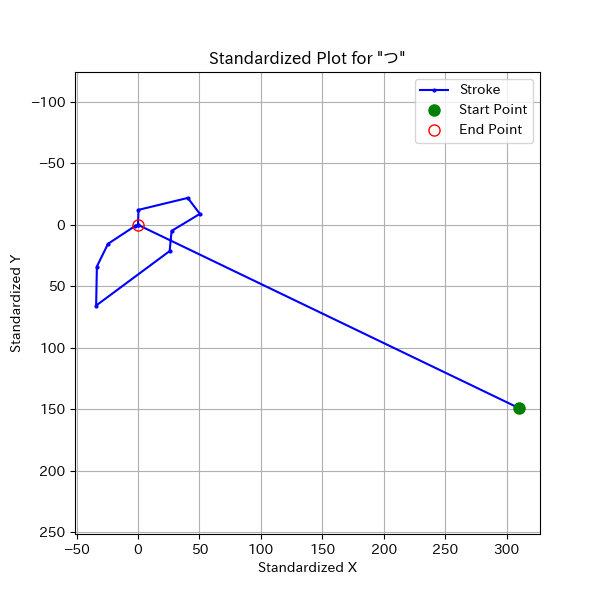 Standardized Plot for "つ"
Stroke
Start Point
End Point
Standardized Y
−100
−50
0
50
100
150
200
250
−50 0 50 100 150 200 250 300
Standardized X